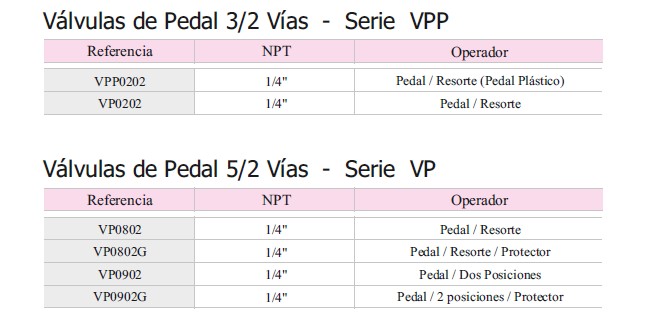 Válvulas de Pedal 3/2 Vías - Serie VPP
Referencia NPT Operador
VPP0202 1/4" Pedal / Resorte (Pedal Plástico)
VP0202 1/4" Pedal / Resorte
Válvulas de Pedal 5/2 Vías - Serie VP
Referencia NPT Operador
VP0802 1/4" Pedal / Resorte
VP0802G 1/4" Pedal / Resorte / Protector
VP0902 1/4" Pedal / Dos Posiciones
VP0902G 1/4" Pedal / 2 posiciones / Protector